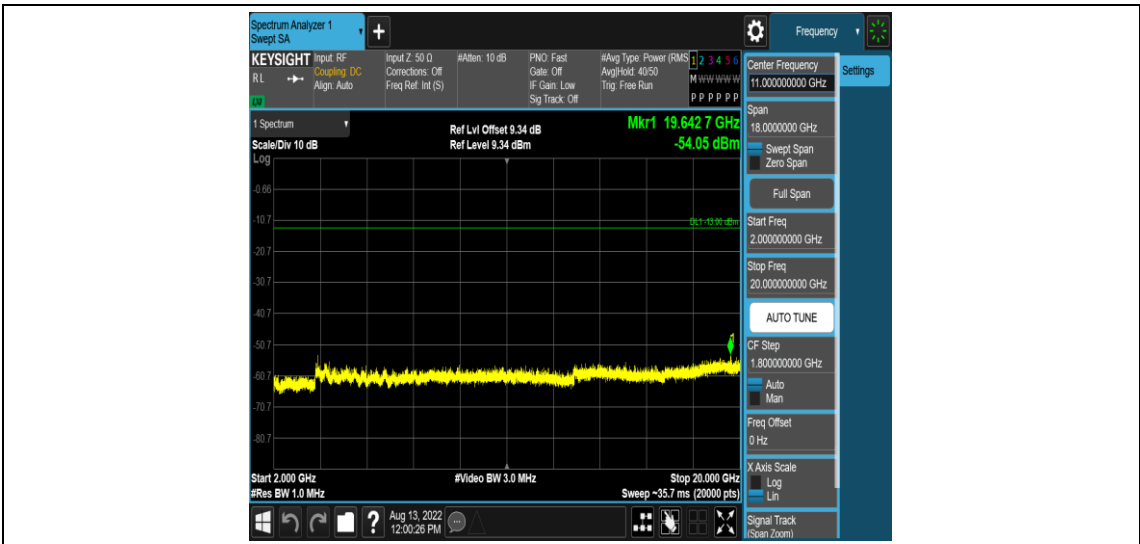 Spectrum Analyzer 1
Swept SA
+
Frequency
KEYSIGHT
RL
LNI
Input: RF
Coupling: DC
Align: Auto
Input Z: 50 Ω
Corrections: Off
Freq Ref: Int (S)
#Atten: 10 dB
PNO: Fast
Gate: Off
IF Gain: Low
Sig Track: Off
#Avg Type: Power (RMS
Avg|Hold: 40/50
Trig: Free Run
1 2 3 4 5 6
M W W W W W
P P P P P P
1 Spectrum
Scale/Div 10 dB
Log
Ref Lvl Offset 9.34 dB
Ref Level 9.34 dBm
Mkr1 19.642 7 GHz
-54.05 dBm
-0.66
-10.7
DL1 -13.00 dBm
-20.7
-30.7
-40.7
-50.7
-60.7
-70.7
-80.7
Start 2.000 GHz
#Res BW 1.0 MHz
#Video BW 3.0 MHz
Stop 20.000 GHz
Sweep ~35.7 ms (20000 pts)
Aug 13, 2022
12:00:26 PM
Center Frequency
11.000000000 GHz
Settings
Span
18.0000000 GHz
Swept Span
Zero Span
Full Span
Start Freq
2.000000000 GHz
Stop Freq
20.000000000 GHz
AUTO TUNE
CF Step
1.800000000 GHz
Auto
Man
Freq Offset
0 Hz
X Axis Scale
Log
Lin
Signal Track
(Span Zoom)